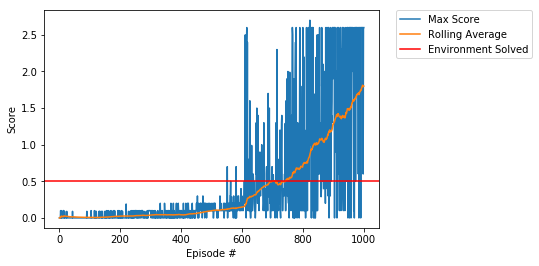 Max Score
Rolling Average
Environment Solved
Score
2.5
2.0
1.5
1.0
0.5
0.0
0 200 400 600 800 1000
Episode #